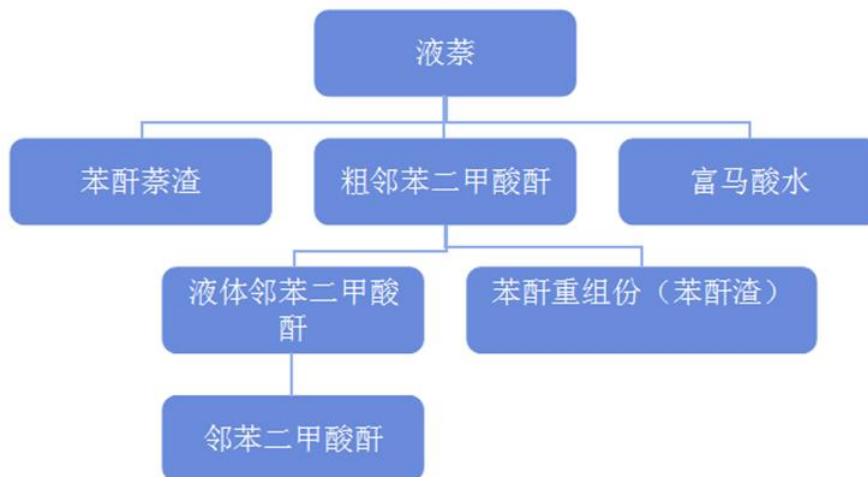 液萘
苯酐萘渣
粗邻苯二甲酸酐
富马酸水
液体邻苯二甲酸
酐
苯酐重组份（苯酐渣）
邻苯二甲酸酐